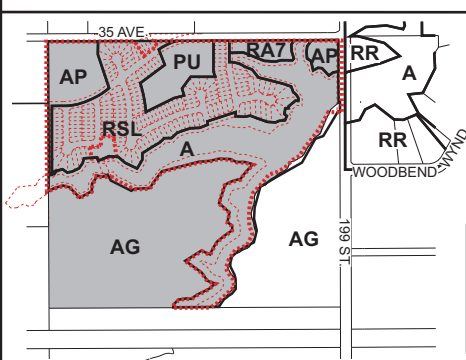 35 AVE.
AP
PU
RA7
AP
RR
A
RSL
A
RR
WOODBEND WYND
AG
AG
199 ST.